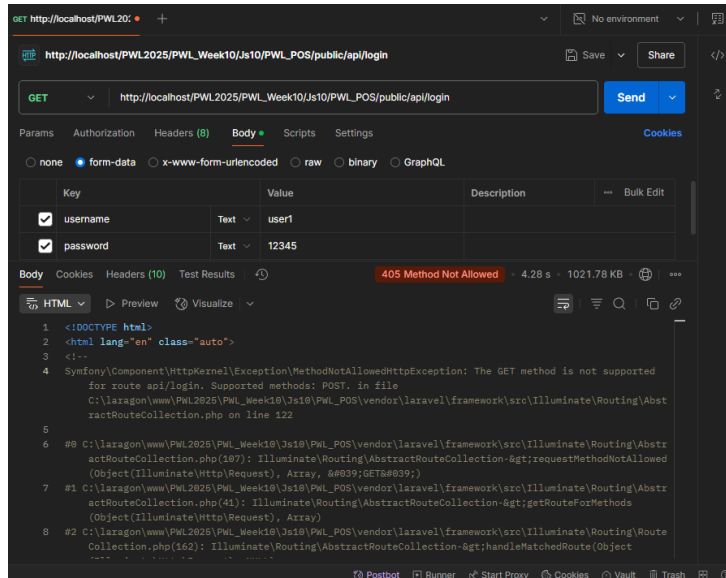 GET http://localhost/PWL20: No environment
HTTP http://localhost/PWL2025/PWL_Week10/Js10/PWL_POS/public/api/login Save Share
GET http://localhost/PWL2025/PWL_Week10/Js10/PWL_POS/public/api/login Send
Params Authorization Headers (8) Body Scripts Settings Cookies
none form-data x-www-form-urlencoded raw binary GraphQL
Key Value Description Bulk Edit
username Text user1
password Text 12345
Body Cookies Headers (10) Test Results 405 Method Not Allowed 4.28 s 1021.78 KB
HTML Preview Visualize
1 <!DOCTYPE html>
2 <html lang="en" class="auto">
3 <!--
4 Symfony\Component\HttpKernel\Exception\MethodNotAllowedHttpException: The GET method is not supported
for route api/login. Supported methods: POST. in file
C:\laragon\www\PWL2025\PWL_Week10\Js10\PWL_POS\vendor\laravel\framework\src\Illuminate\Routing\Abst
ractRouteCollection.php on line 122
5
6 #0 C:\laragon\www\PWL2025\PWL_Week10\Js10\PWL_POS\vendor\laravel\framework\src\Illuminate\Routing\Abstr
actRouteCollection.php(107): Illuminate\Routing\AbstractRouteCollection-&gt;requestMethodNotAllowed
(Object(Illuminate\Http\Request), Array, &#039;GET&#039;)
7 #1 C:\laragon\www\PWL2025\PWL_Week10\Js10\PWL_POS\vendor\laravel\framework\src\Illuminate\Routing\Abstr
actRouteCollection.php(41): Illuminate\Routing\AbstractRouteCollection-&gt;getRouteForMethods
(Object(Illuminate\Http\Request), Array)
8 #2 C:\laragon\www\PWL2025\PWL_Week10\Js10\PWL_POS\vendor\laravel\framework\src\Illuminate\Routing\Route
Collection.php(162): Illuminate\Routing\AbstractRouteCollection-&gt;handleMatchedRoute(Object
Postbot Runner Start Proxy Cookies Vault Trash